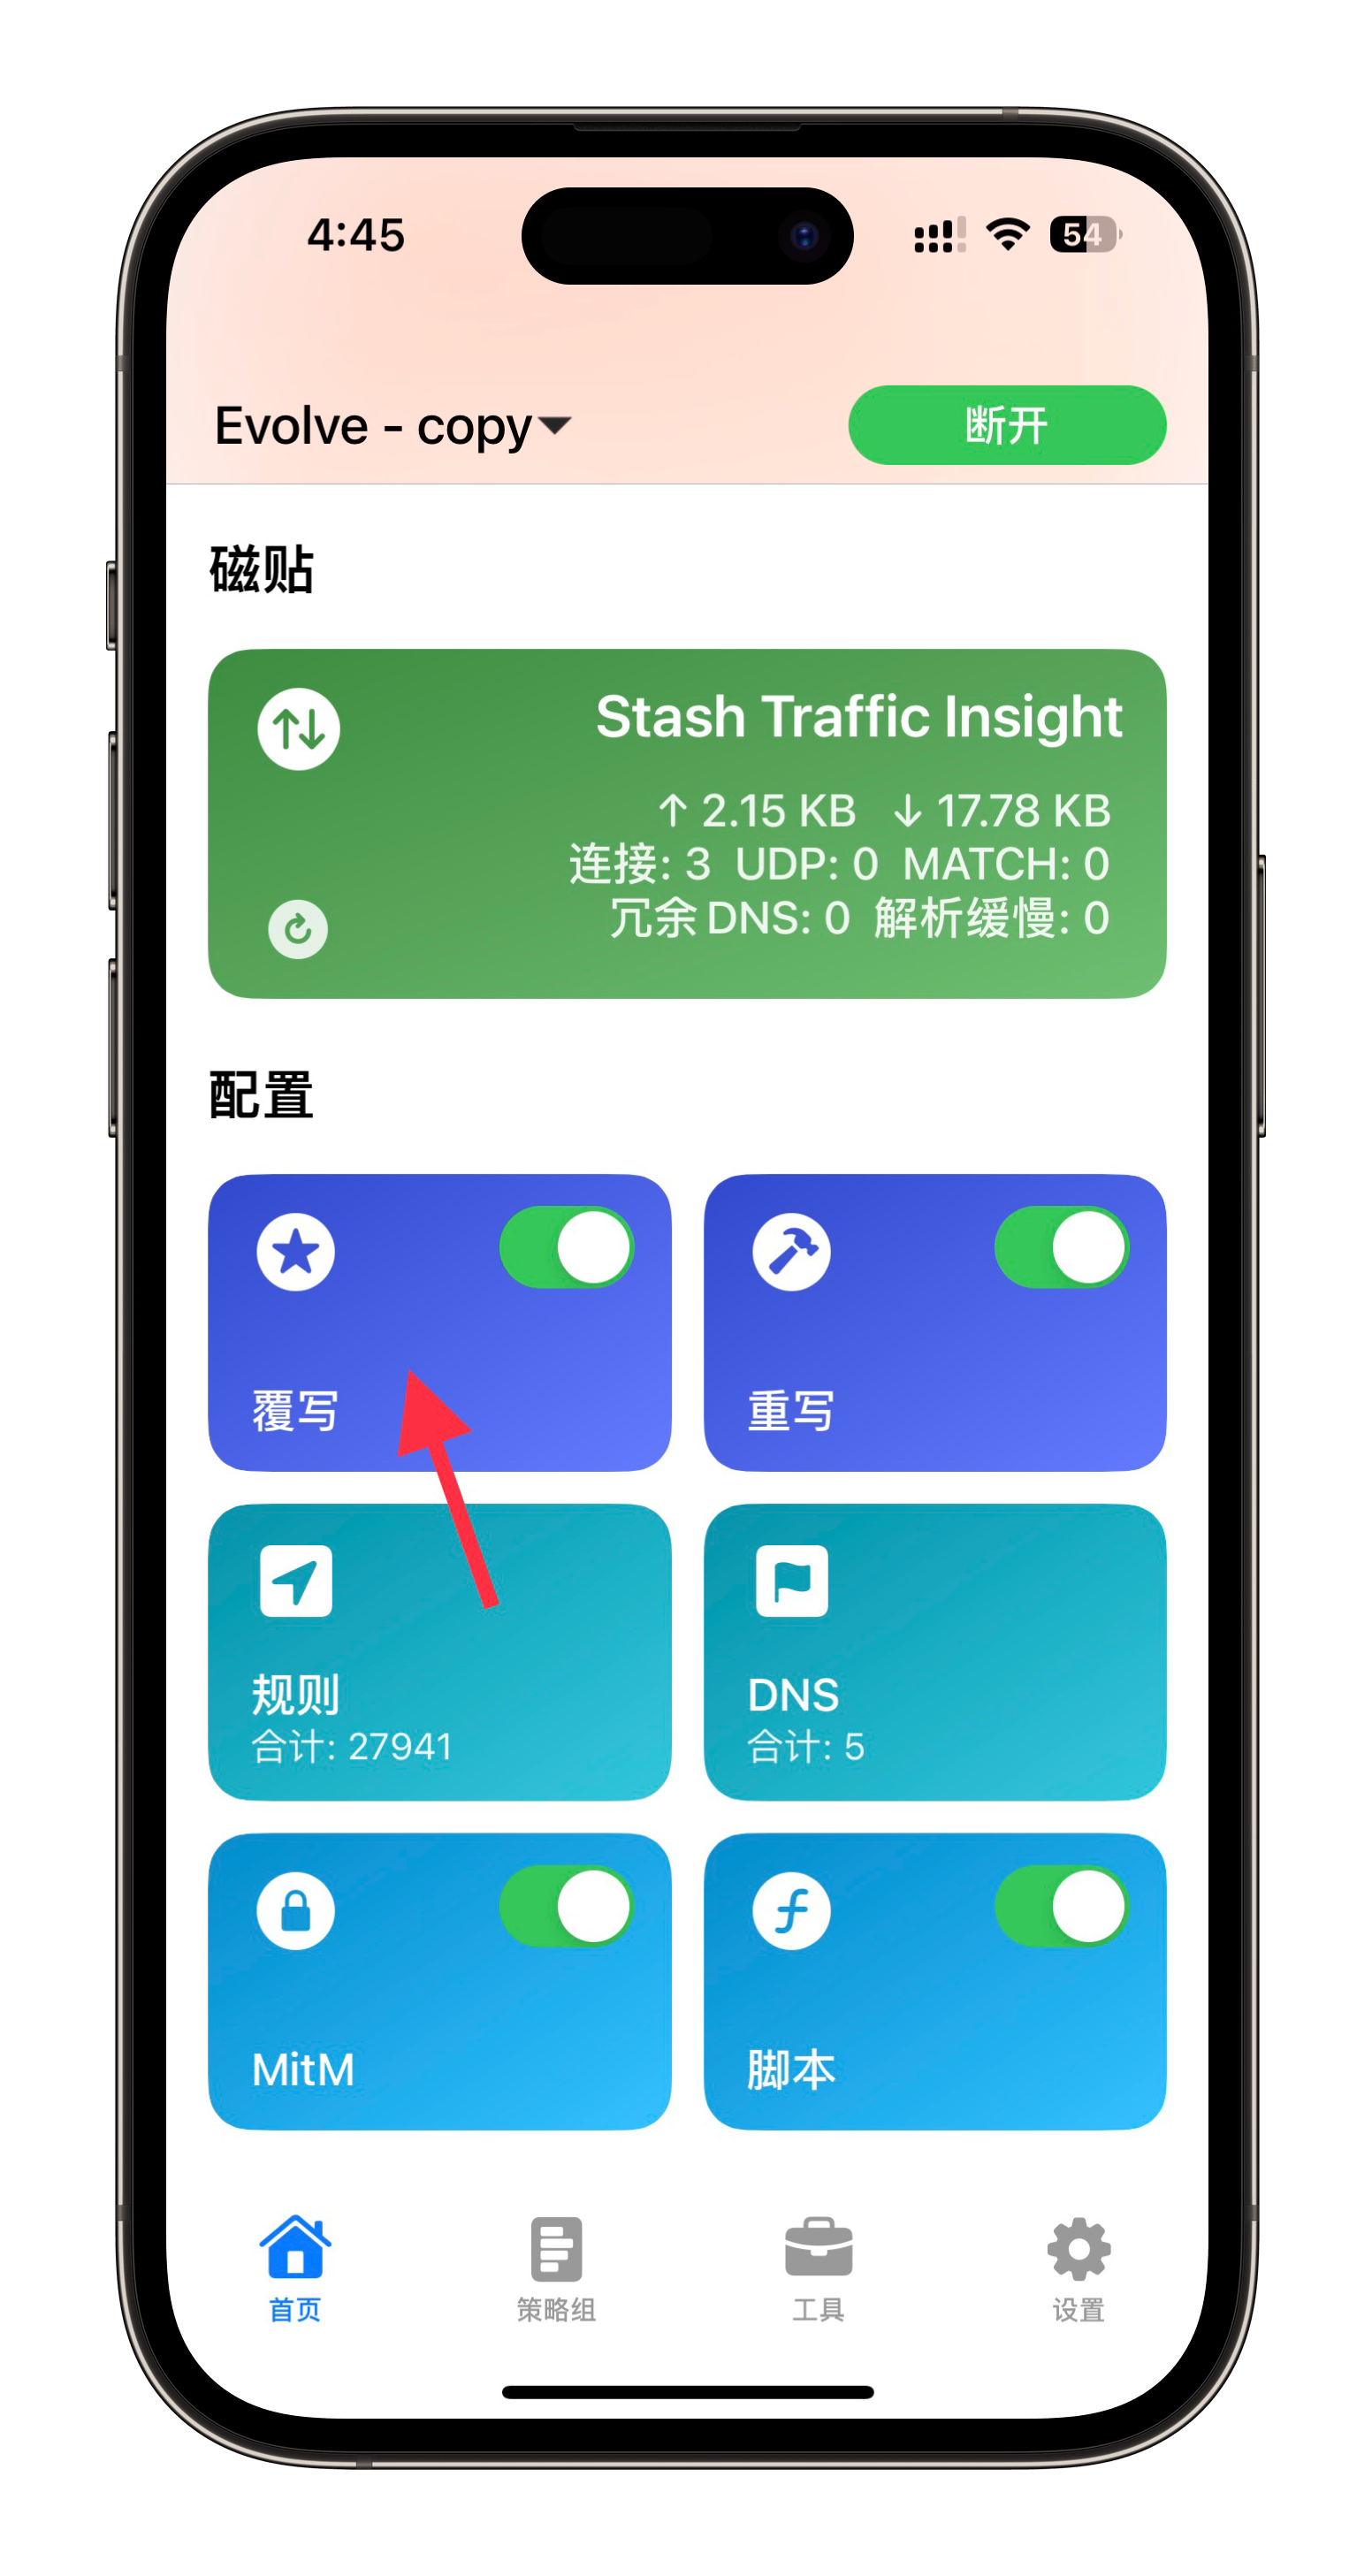 4:45
54
Evolve - copy
断开
磁贴
Stash Traffic Insight
↑ 2.15 KB ↓ 17.78 KB
连接: 3 UDP: 0 MATCH: 0
冗余 DNS: 0 解析缓慢: 0
配置
覆写
重写
规则
合计: 27941
DNS
合计: 5
MitM
脚本
首页
策略组
工具
设置